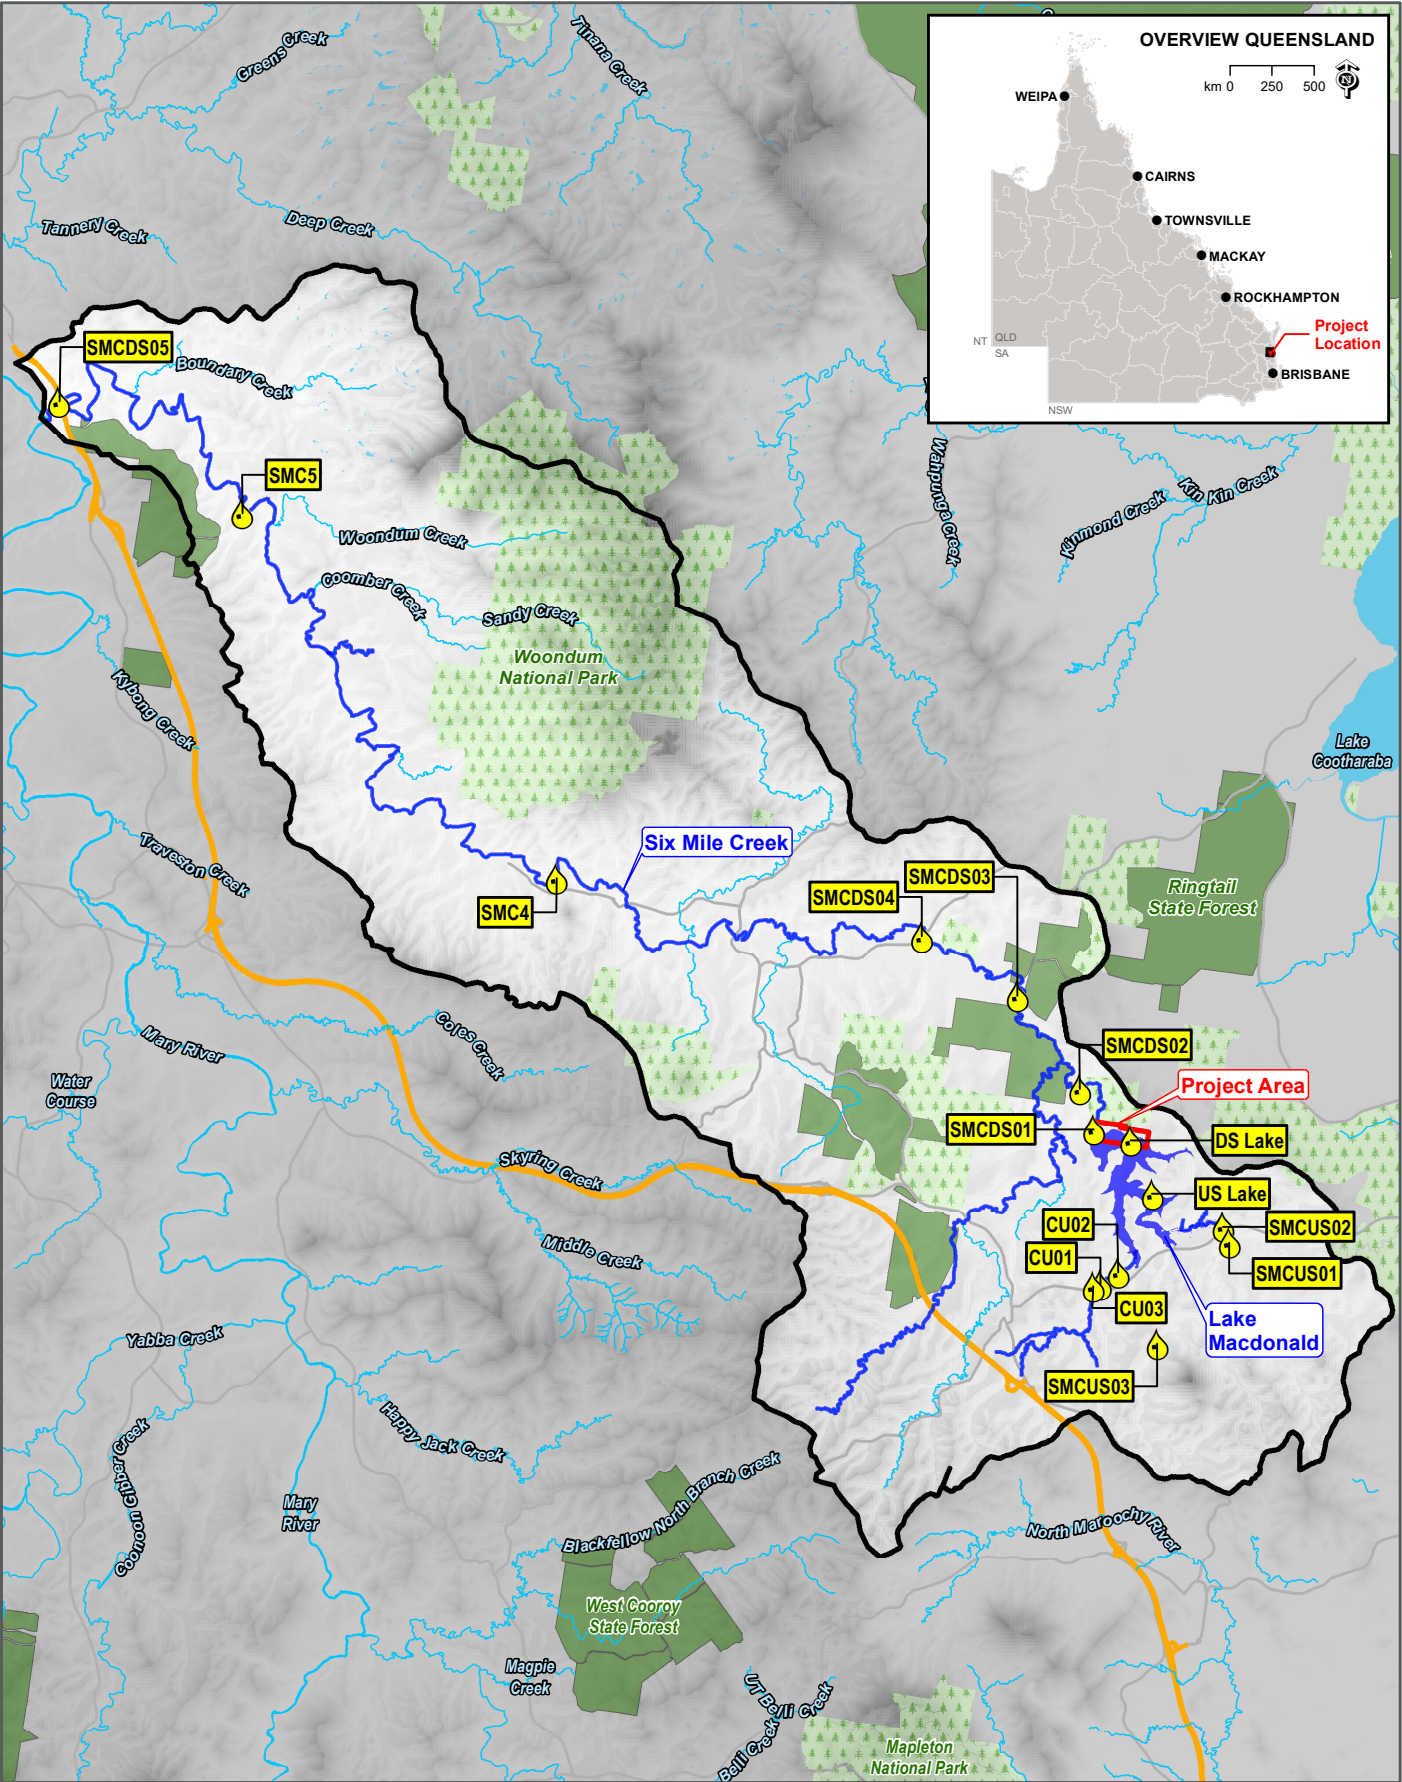 OVERVIEW QUEENSLAND
km 0 250 500
N
WEIPA
CAIRNS
TOWNSVILLE
MACKAY
ROCKHAMPTON
Project
Location
BRISBANE
NT
QLD
SA
NSW
Greens Creek
Tinana Creek
Tannery Creek
Deep Creek
SMCDS05
Boundary Creek
SMC5
Woondum Creek
Coomber Creek
Sandy Creek
Woondum
National Park
Wahpunga Creek
Kinmond Creek
Kin Kin Creek
Kybong Creek
Lake
Cootharaba
Traveston Creek
Six Mile Creek
SMC4
SMCDS04
SMCDS03
Ringtail
State Forest
Mary River
Coles Creek
Water
Course
SMCDS02
Project Area
SMCDS01
DS Lake
Skyring Creek
US Lake
CU02
SMCUS02
Middle Creek
CU01
SMCUS01
CU03
Lake
Macdonald
Yabba Creek
SMCUS03
Happy Jack Creek
Coonoon Gibber Creek
Mary
River
Blackfellow North Branch Creek
North Maroochy River
West Cooroy
State Forest
Magpie
Creek
UT Belli Creek
Belli Creek
Mapleton
National Park